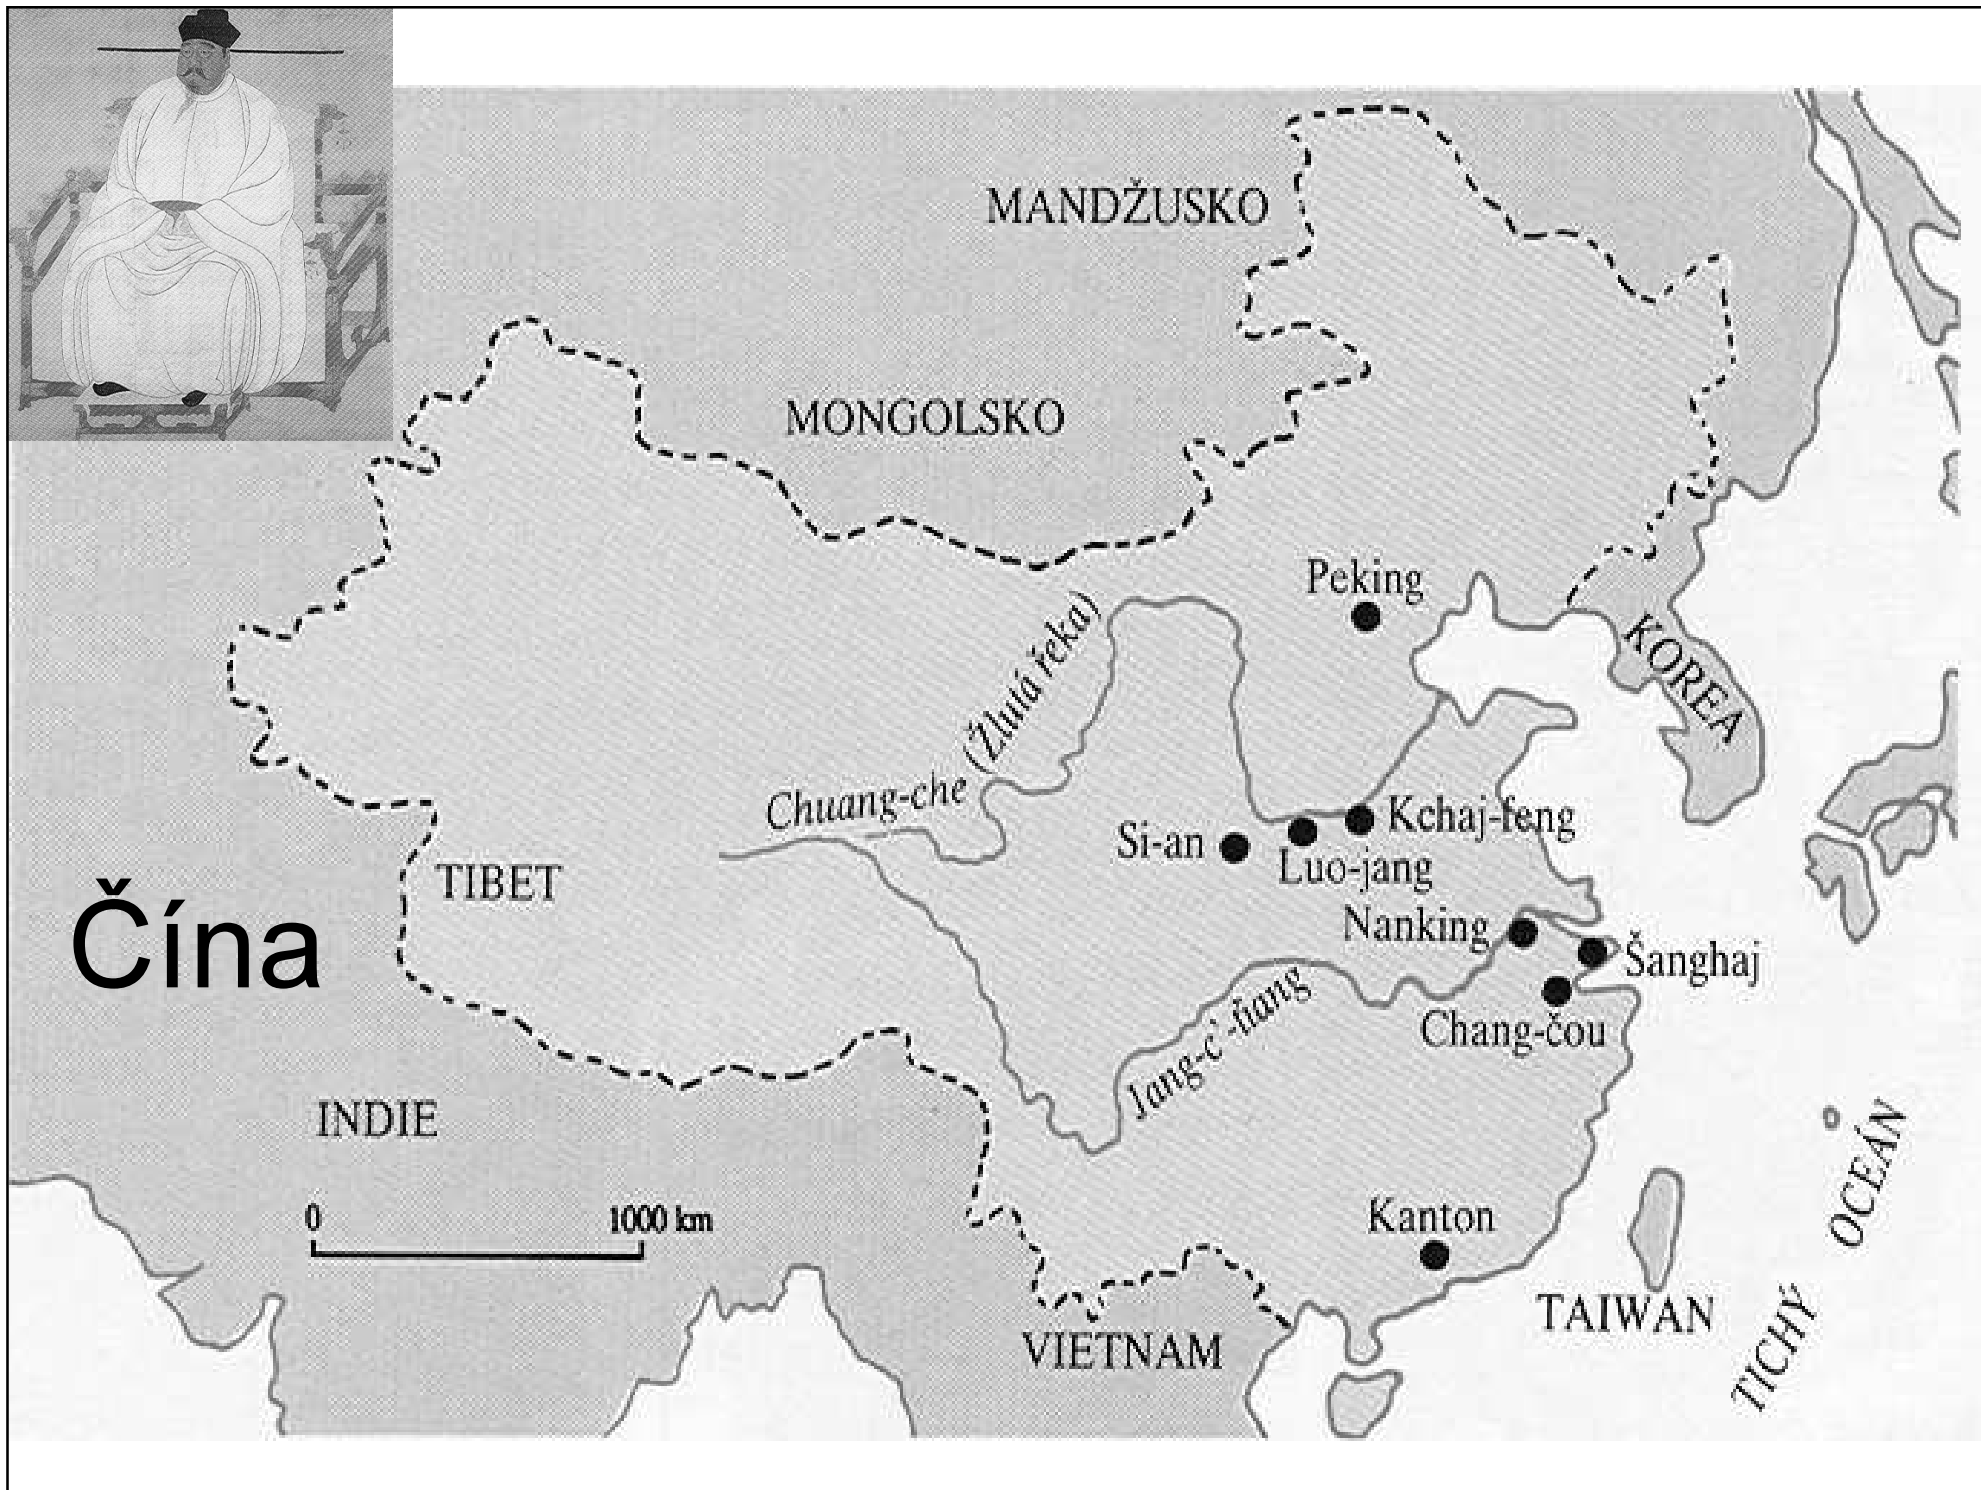 MANDŽUSKO
MONGOLSKO
Peking
KOREA
Chuang-che (Žlutá řeka)
Si-an
Kchaj-feng
Luo-jang
TIBET
Čína
Nanking
Šanghaj
Chang-čou
Jang-c'-ťiang
INDIE
0 1000 km
Kanton
TAIWAN
VIETNAM
TICHÝ OCEÁN